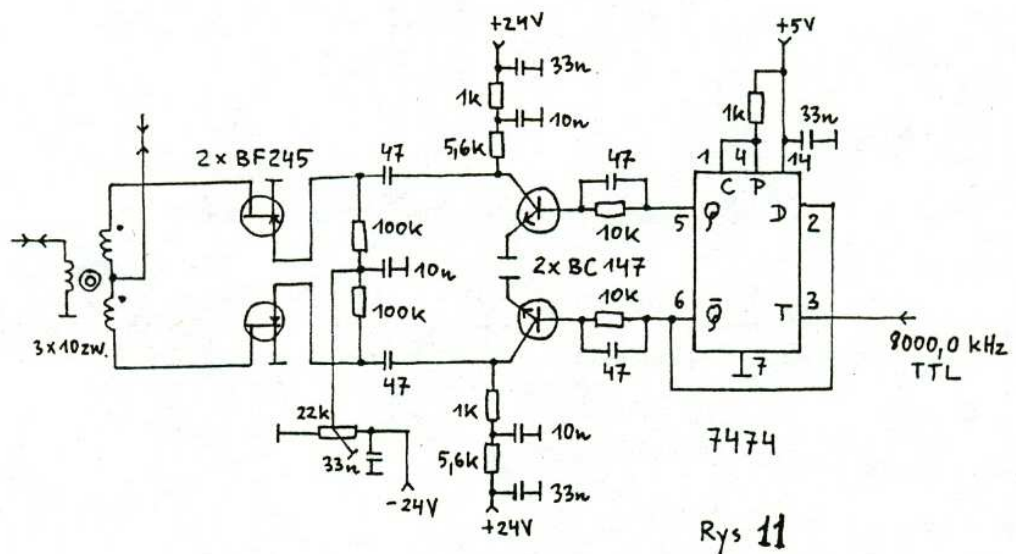 +24V
33n
1k
10n
5,6k
+5V
1k
33n
1 4 14
C P
47
10k
5 Q D 2
2 x BF245
47
100k
10n
100k
47
2 x BC 147
10k
47
6 Q̄ T 3
7
8000,0 kHz
TTL
3 x 10zw.
22k
33n
-24V
1k
10n
5,6k
33n
+24V
7474
Rys 11